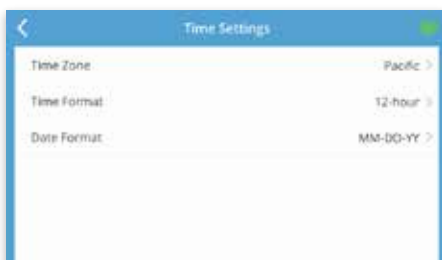 Time Settings
Time Zone Pacific
Time Format 12-hour
Date Format MM-DD-YY